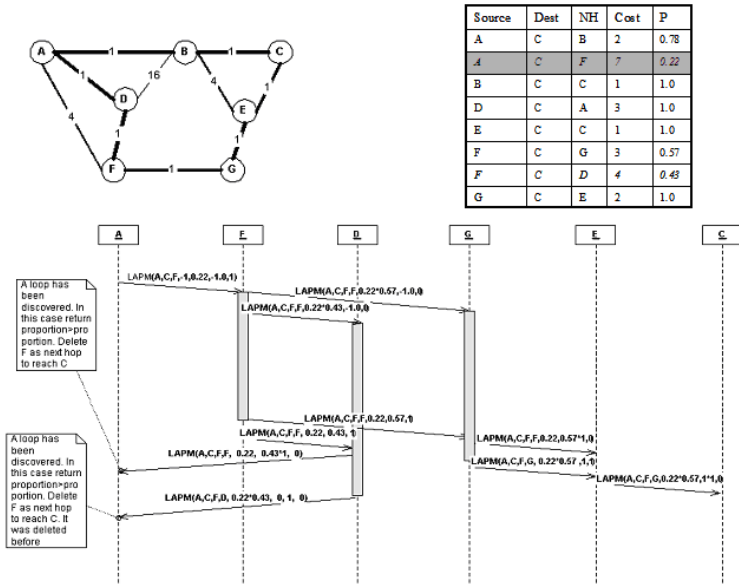 A
1
B
1
C
1
16
4
1
4
D
E
1
1
F
1
G
Source Dest NH Cost P
A C B 2 0.78
A C F 7 0.22
B C C 1 1.0
D C A 3 1.0
E C C 1 1.0
F C G 3 0.57
F C D 4 0.43
G C E 2 1.0
A F D G E C
LAPM(A,C,F,-1,0.22,-1.0,1)
LAPM(A,C,F,F,0.22*0.57,-1.0,0)
LAPM(A,C,F,F,0.22*0.43,-1.0,0)
A loop has
been
discovered. In
this case return
proportion>pro
portion. Delete
F as next hop
to reach C
LAPM(A,C,F,F,0.22,0.57,1)
LAPM(A,C,F,F, 0.22, 0.43, 1)
LAPM(A,C,F,F,0.22,0.57*1,0)
LAPM(A,C,F,F, 0.22, 0.43*1, 0)
LAPM(A,C,F,G, 0.22*0.57 ,1,1)
LAPM(A,C,F,G,0.22*0.57,1*1,0)
LAPM(A,C,F,D, 0.22*0.43, 0, 1, 0)
A loop has
been
discovered. In
this case return
proportion>pro
portion. Delete
F as next hop
to reach C. It
was deleted
before